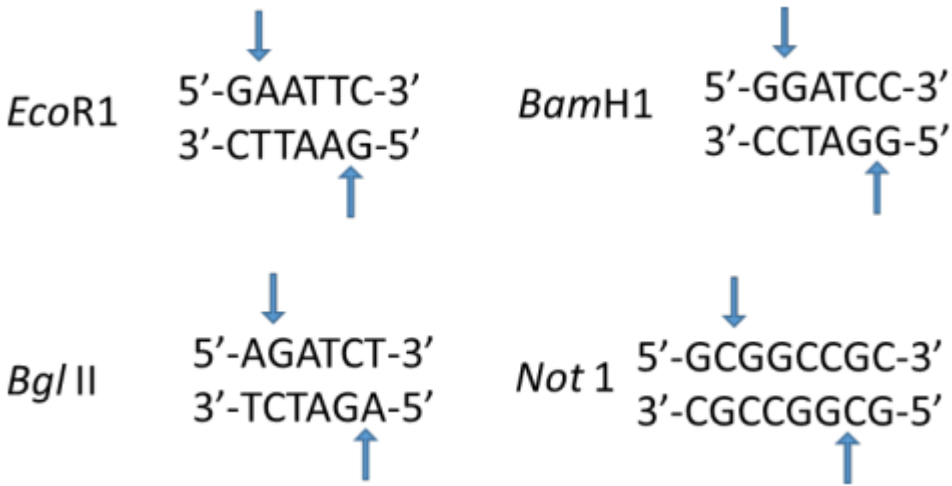 EcoR1
5’-GAATTC-3’
3’-CTTAAG-5’
BamH1
5’-GGATCC-3’
3’-CCTAGG-5’
Bgl II
5’-AGATCT-3’
3’-TCTAGA-5’
Not 1
5’-GCGGCCGC-3’
3’-CGCCGGCG-5’